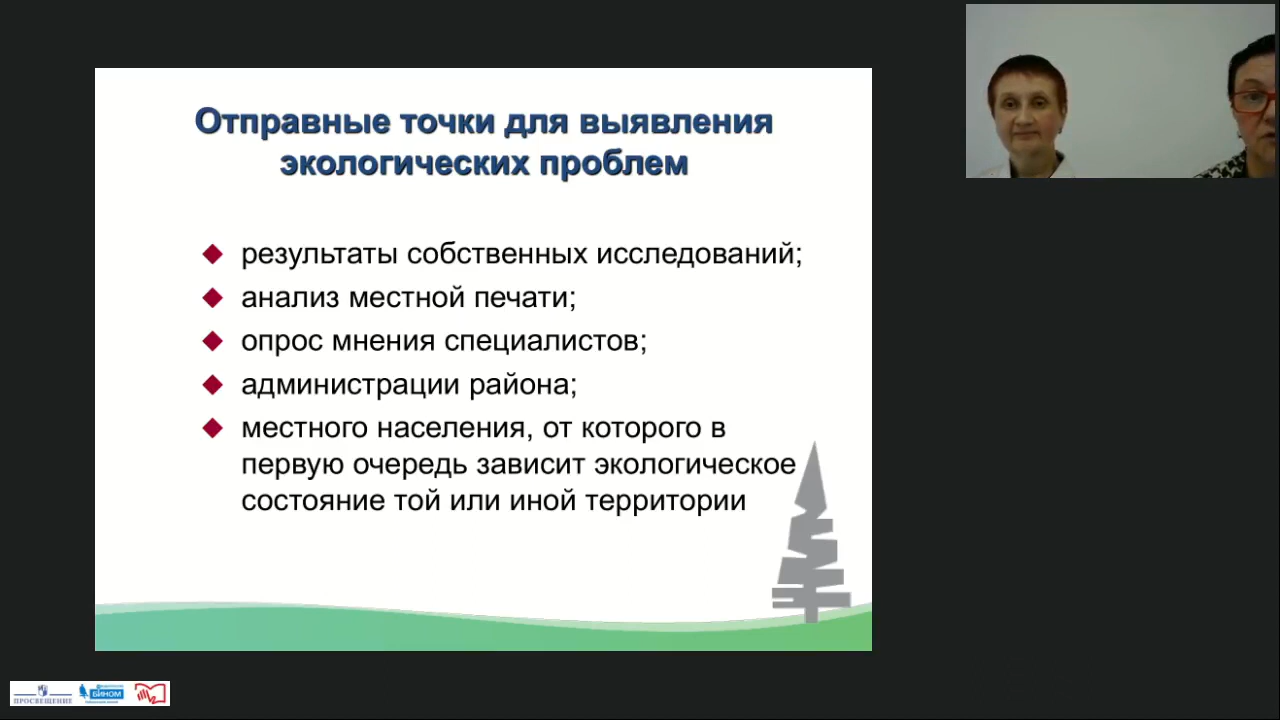 Отправные точки для выявления
экологических проблем
результаты собственных исследований;
анализ местной печати;
опрос мнения специалистов;
администрации района;
местного населения, от которого в
первую очередь зависит экологическое
состояние той или иной территории
ПРОСВЕЩЕНИЕ
БИНОМ